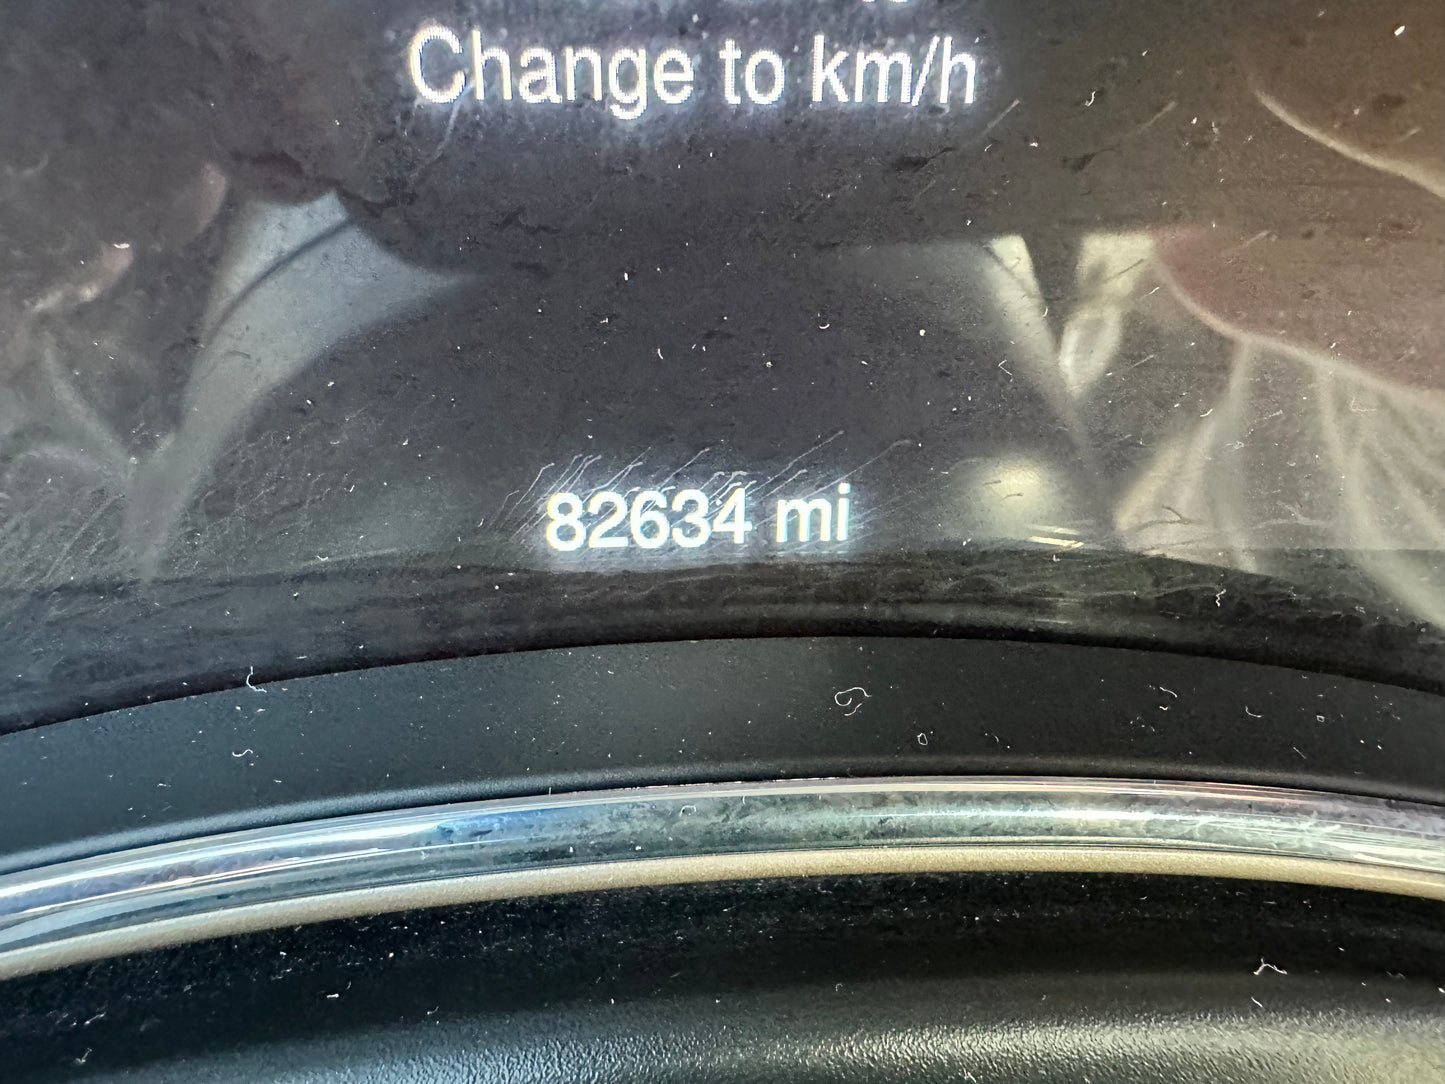 Change to km/h
82634 mi